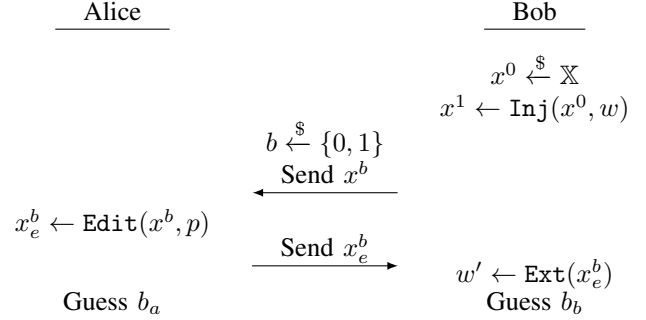 Alice Bob
x^0 $← 𝕏
x^1 ← Inj(x^0, w)
b $← {0, 1}
Send x^b
x_e^b ← Edit(x^b, p)
Send x_e^b
w′ ← Ext(x_e^b)
Guess b_a Guess b_b